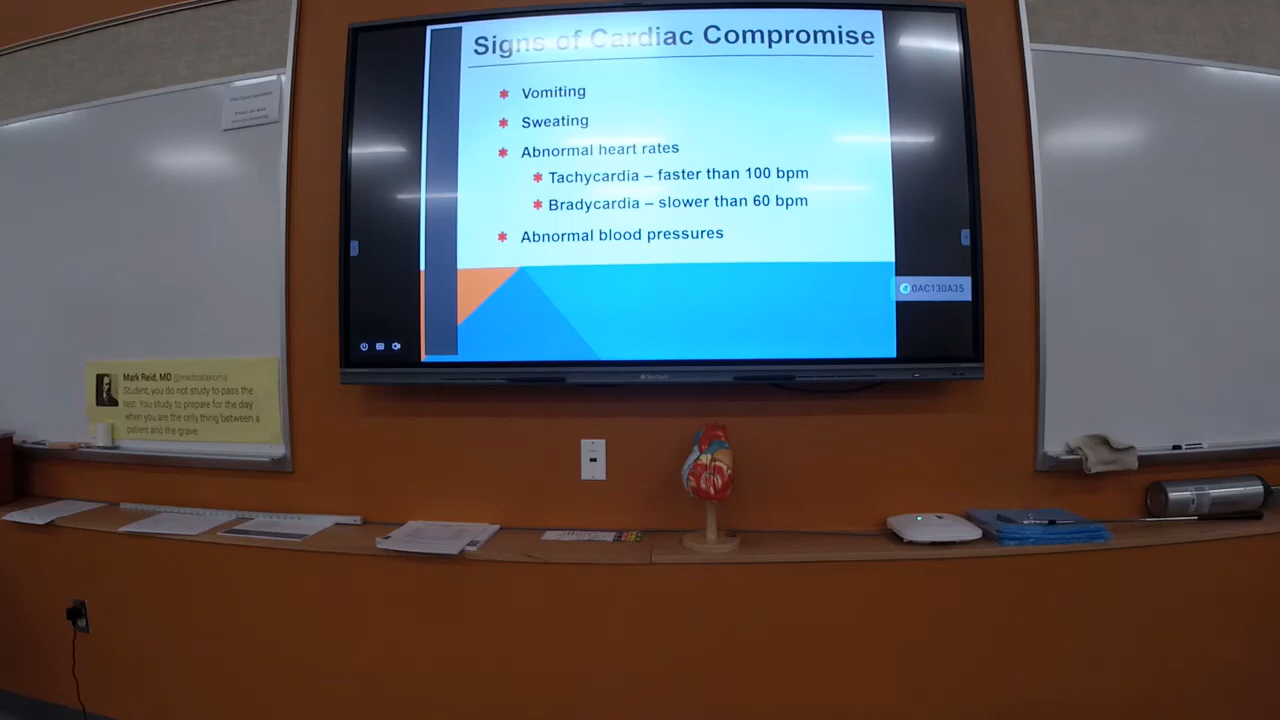 Signs of Cardiac Compromise
Vomiting
Sweating
Abnormal heart rates
Tachycardia – faster than 100 bpm
Bradycardia – slower than 60 bpm
Abnormal blood pressures
0AC130A35
Mark Reid, MD @medicalaxioms
Student, you do not study to pass the
test. You study to prepare for the day
when you are the only thing between a
patient and the grave.